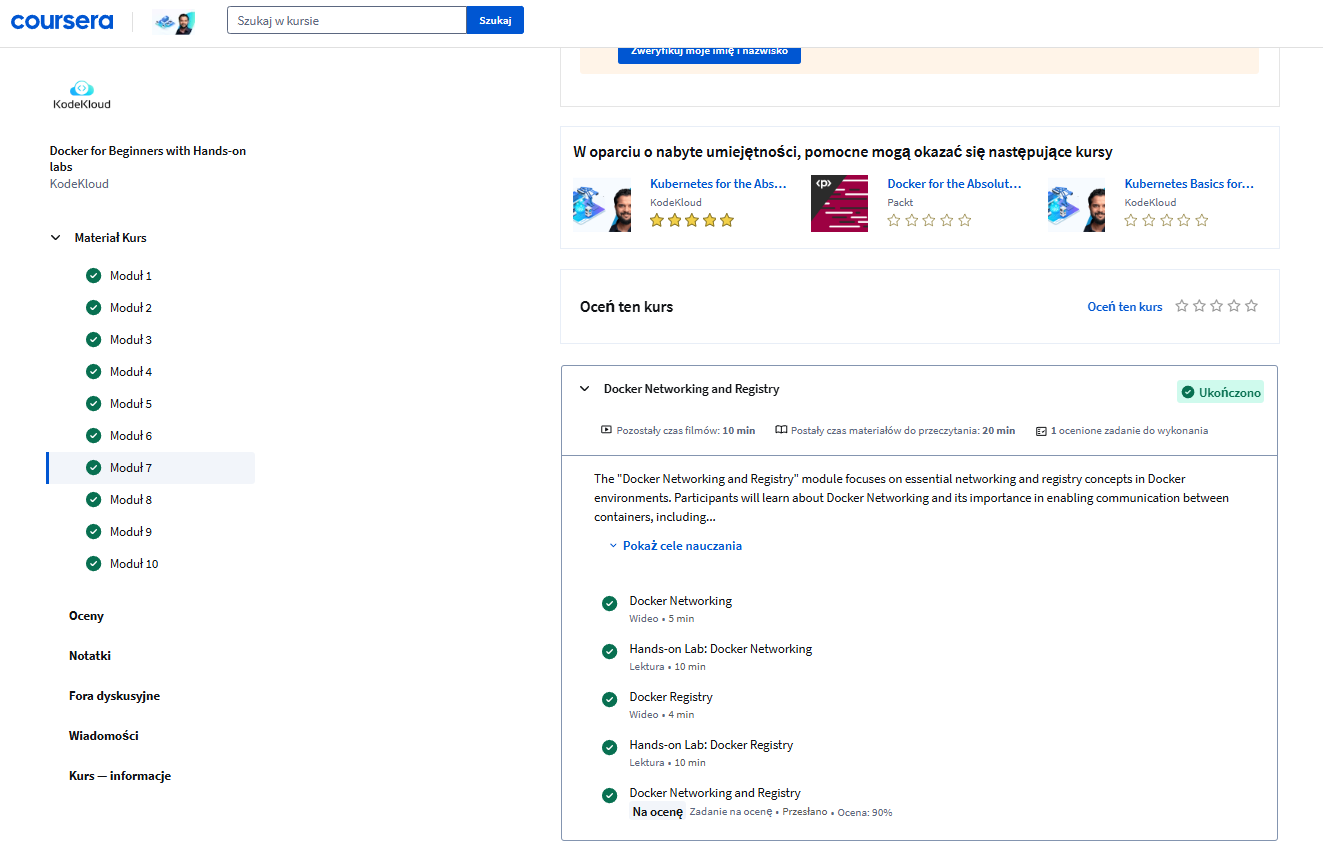 coursera
Szukaj w kursie
Szukaj
Zweryfikuj moje imię i nazwisko
KodeKloud
Docker for Beginners with Hands-on
labs
KodeKloud
Materiał Kurs
Moduł 1
Moduł 2
Moduł 3
Moduł 4
Moduł 5
Moduł 6
Moduł 7
Moduł 8
Moduł 9
Moduł 10
Oceny
Notatki
Fora dyskusyjne
Wiadomości
Kurs — informacje
W oparciu o nabyte umiejętności, pomocne mogą okazać się następujące kursy
Kubernetes for the Abs...
KodeKloud
<p>
Docker for the Absolut...
Packt
Kubernetes Basics for...
KodeKloud
Oceń ten kurs
Oceń ten kurs
Docker Networking and Registry
Ukończono
Pozostały czas filmów: 10 min
Postały czas materiałów do przeczytania: 20 min
1 ocenione zadanie do wykonania
The "Docker Networking and Registry" module focuses on essential networking and registry concepts in Docker
environments. Participants will learn about Docker Networking and its importance in enabling communication between
containers, including...
Pokaż cele nauczania
Docker Networking
Wideo • 5 min
Hands-on Lab: Docker Networking
Lektura • 10 min
Docker Registry
Wideo • 4 min
Hands-on Lab: Docker Registry
Lektura • 10 min
Docker Networking and Registry
Na ocenę Zadanie na ocenę • Przesłano • Ocena: 90%